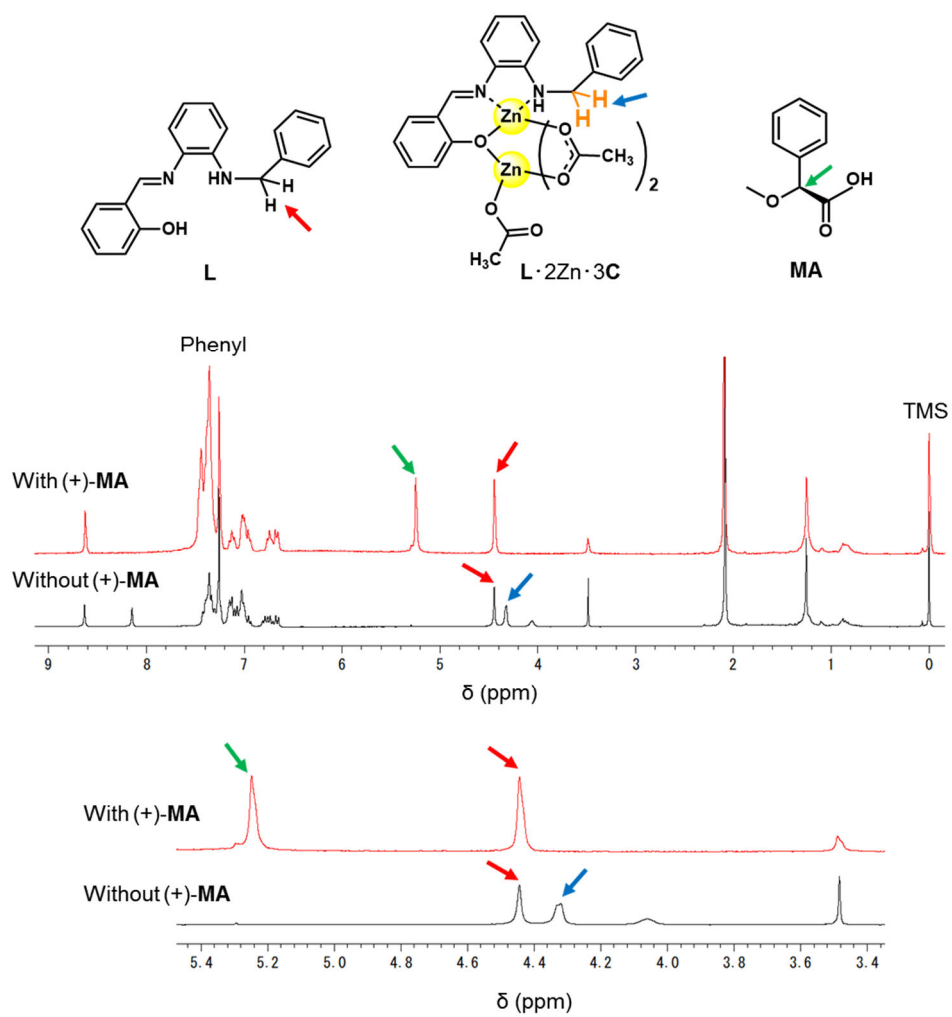 N
HN
H
H
OH
L
N
N
H
H
H
Zn
O
O
CH3
O
Zn
2
O
O
H3C
L·2Zn·3C
O
OH
O
MA
Phenyl
TMS
With (+)-MA
Without (+)-MA
9 8 7 6 5 4 3 2 1 0
δ (ppm)
With (+)-MA
Without (+)-MA
5.4 5.2 5.0 4.8 4.6 4.4 4.2 4.0 3.8 3.6 3.4
δ (ppm)